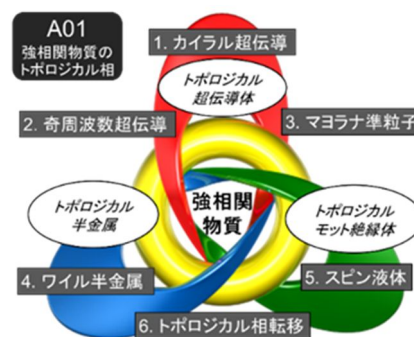 A01
強相関物質の
トポロジカル相
1. カイラル超伝導
トポロジカル
超伝導体
2. 奇周波数超伝導
3. マヨラナ準粒子
強相関
物質
トポロジカル
半金属
トポロジカル
モット絶縁体
4. ワイル半金属
5. スピン液体
6. トポロジカル相転移